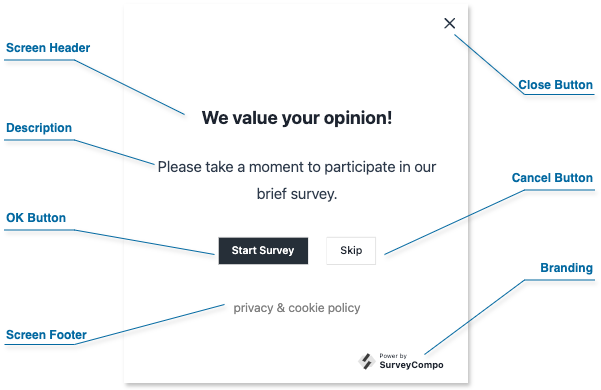 Screen Header
Close Button
We value your opinion!
Description
Please take a moment to participate in our
brief survey.
Cancel Button
OK Button
Start Survey
Skip
Branding
privacy & cookie policy
Screen Footer
Power by
SurveyCompo